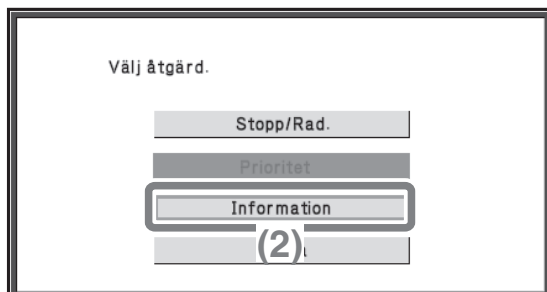 Välj åtgärd.
Stopp/Rad.
Prioritet
Information
(2)